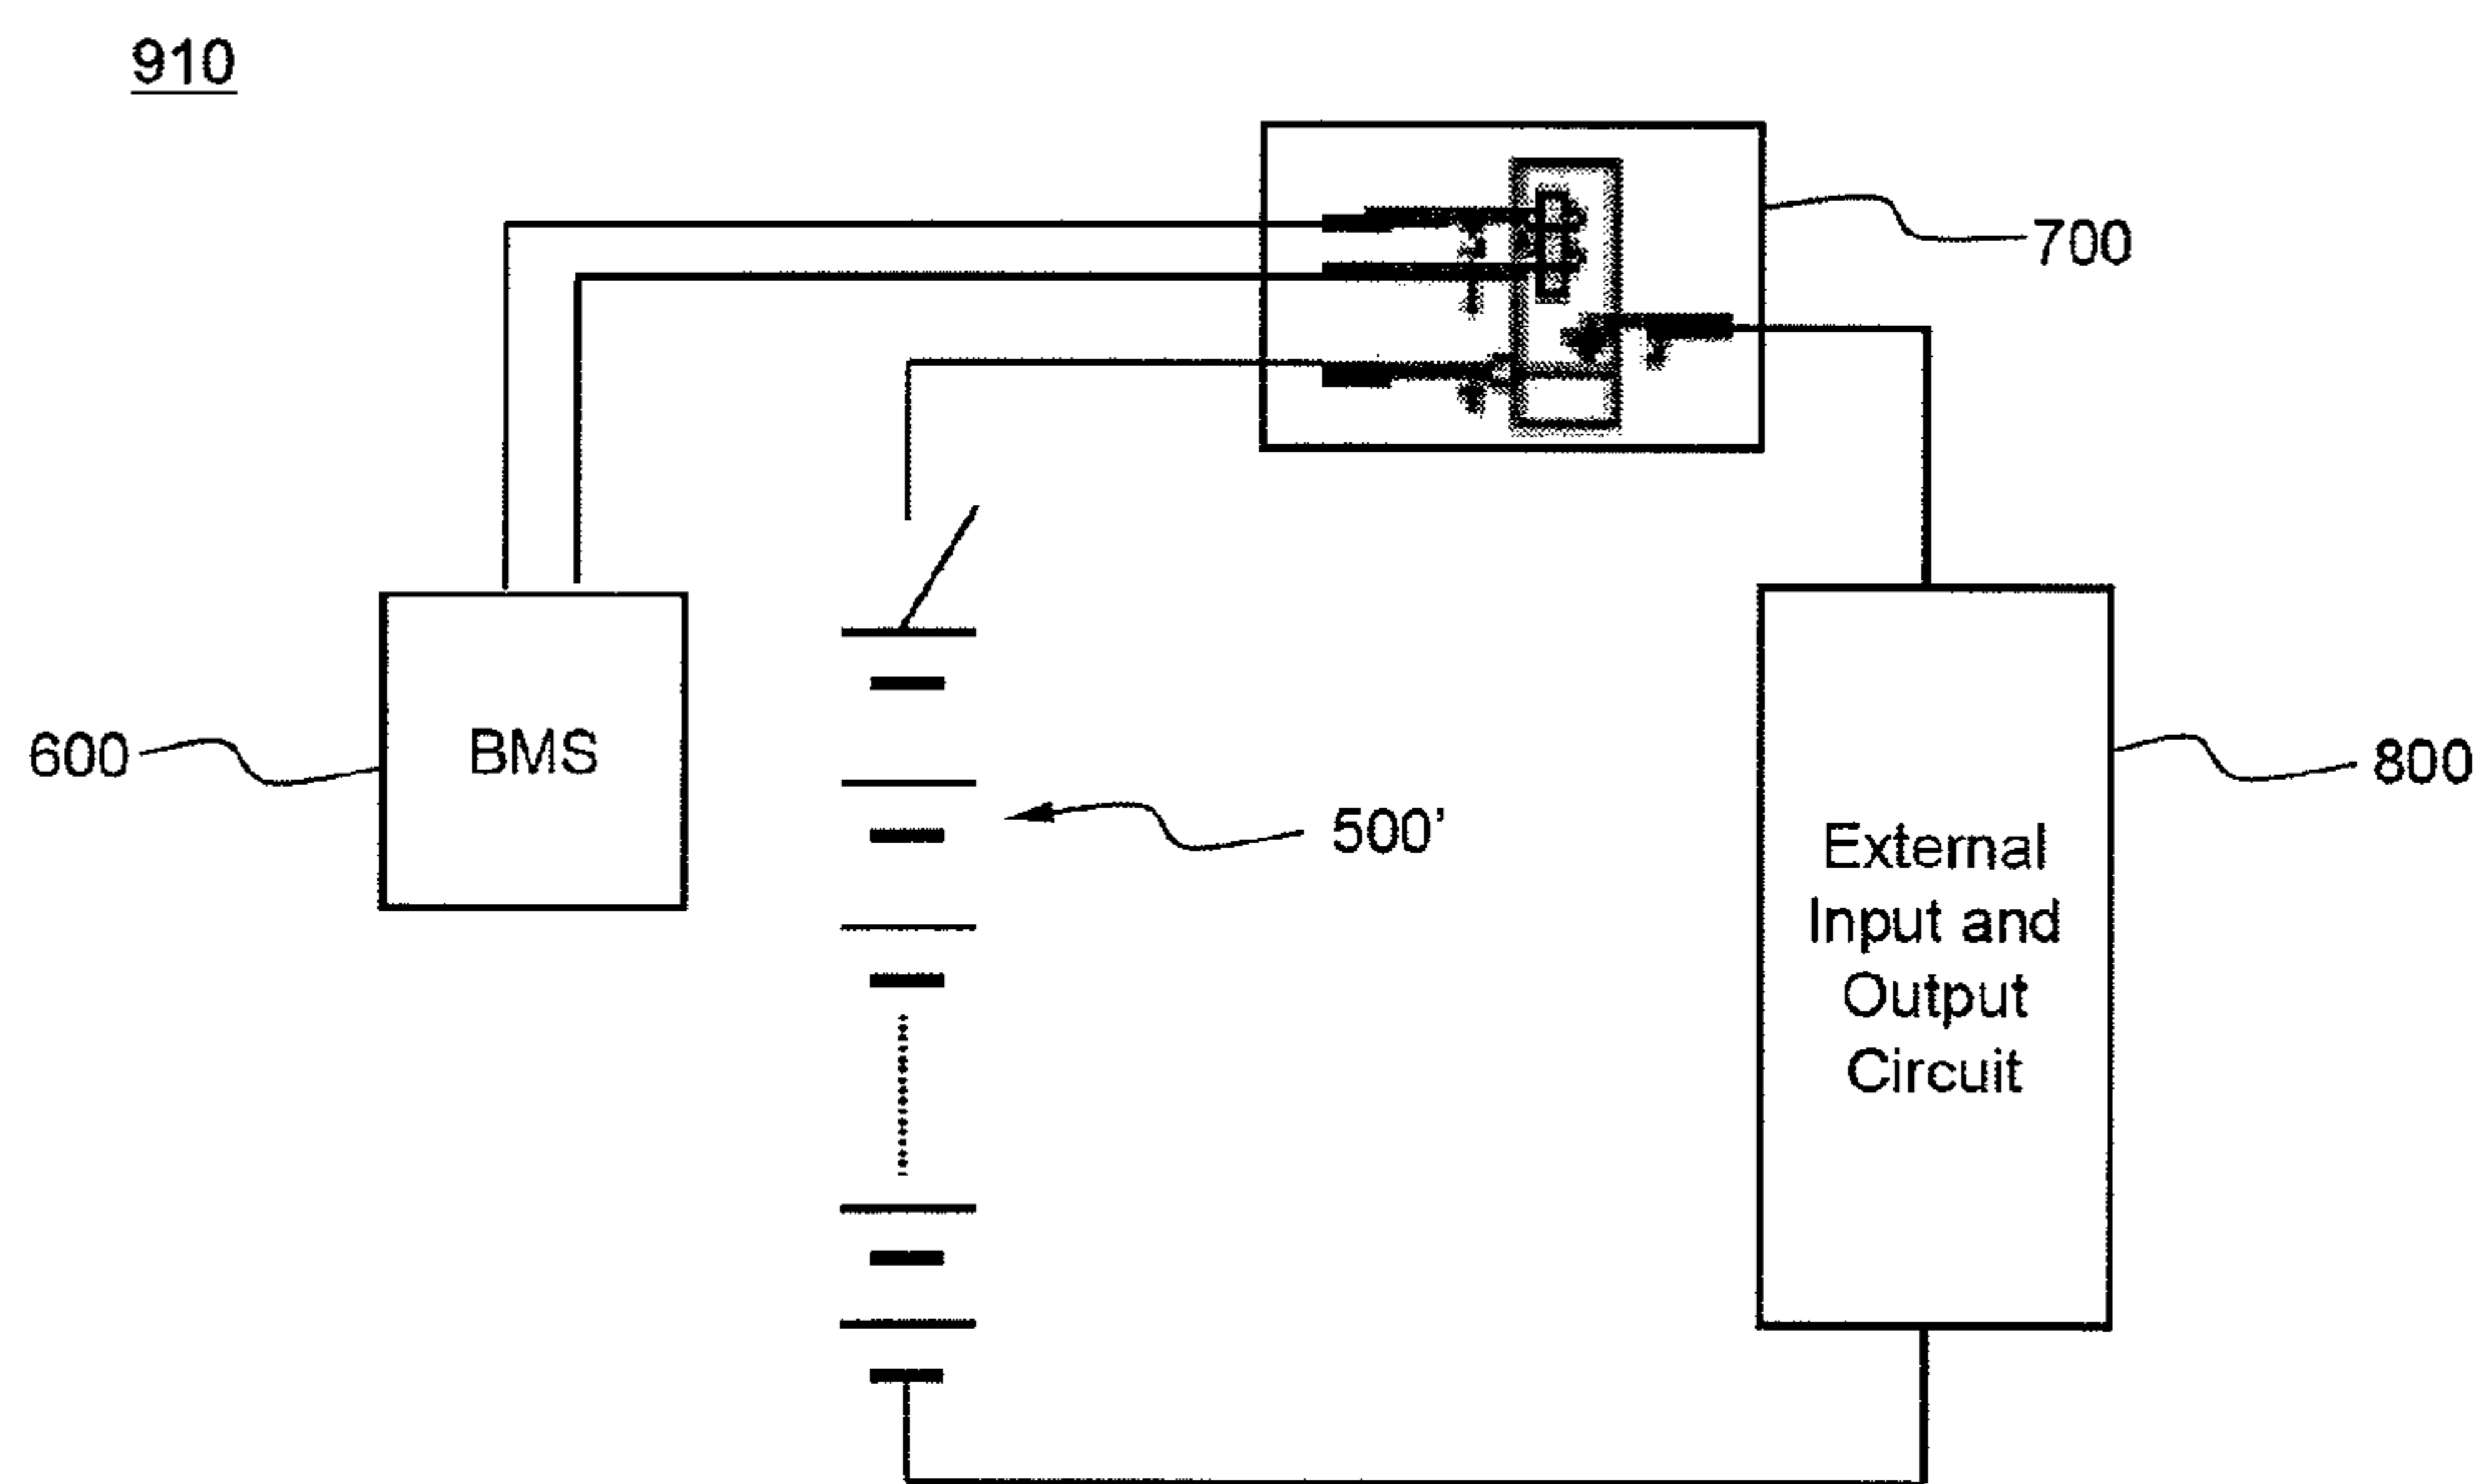 910
700
600
BMS
500'
800
External
Input and
Output
Circuit